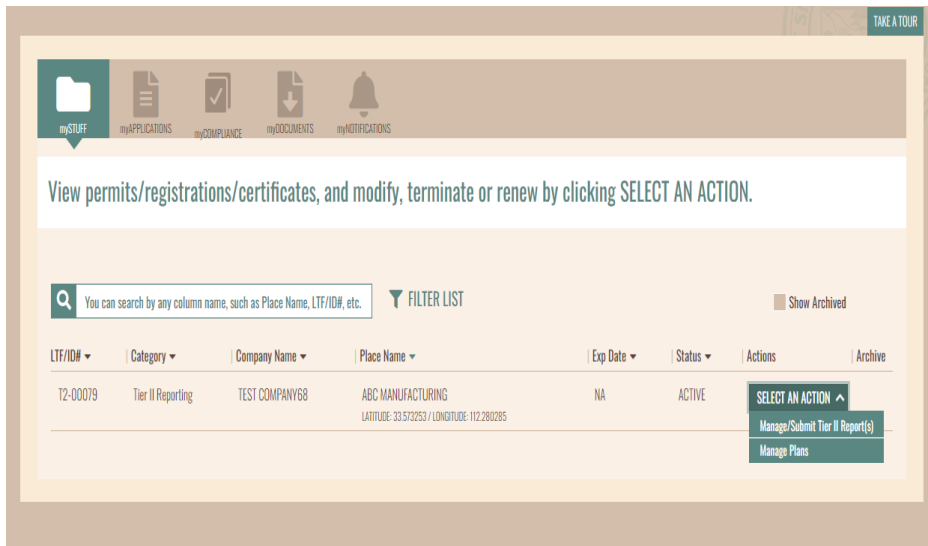 TAKE A TOUR
mySTUFF
myAPPLICATIONS
myCOMPLIANCE
myDOCUMENTS
myNOTIFICATIONS
View permits/registrations/certificates, and modify, terminate or renew by clicking SELECT AN ACTION.
You can search by any column name, such as Place Name, LTF/ID#, etc.
FILTER LIST
Show Archived
LTF/ID# Category Company Name Place Name Exp Date Status Actions Archive
T2-00079 Tier II Reporting TEST COMPANY68 ABC MANUFACTURING NA ACTIVE SELECT AN ACTION
LATITUDE: 33.573253 / LONGITUDE: 112.280285
Manage/Submit Tier II Report(s)
Manage Plans